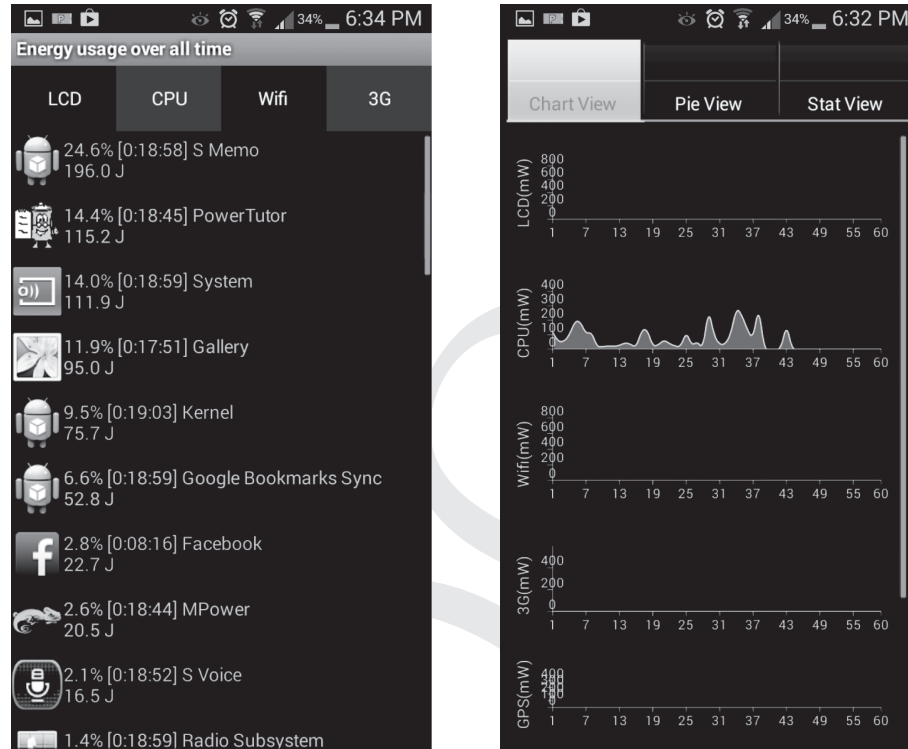 34% 6:34 PM
Energy usage over all time
LCD CPU Wifi 3G
24.6% [0:18:58] S Memo
196.0 J
14.4% [0:18:45] PowerTutor
115.2 J
14.0% [0:18:59] System
111.9 J
11.9% [0:17:51] Gallery
95.0 J
9.5% [0:19:03] Kernel
75.7 J
6.6% [0:18:59] Google Bookmarks Sync
52.8 J
2.8% [0:08:16] Facebook
22.7 J
2.6% [0:18:44] MPower
20.5 J
2.1% [0:18:52] S Voice
16.5 J
1.4% [0:18:59] Radio Subsystem
34% 6:32 PM
Chart View Pie View Stat View
LCD(mW)
800
600
400
200
0
1 7 13 19 25 31 37 43 49 55 60
CPU(mW)
400
300
200
100
0
1 7 13 19 25 31 37 43 49 55 60
Wifi(mW)
800
600
400
200
0
1 7 13 19 25 31 37 43 49 55 60
3G(mW)
400
200
0
1 7 13 19 25 31 37 43 49 55 60
GPS(mW)
400
1 7 13 19 25 31 37 43 49 55 60